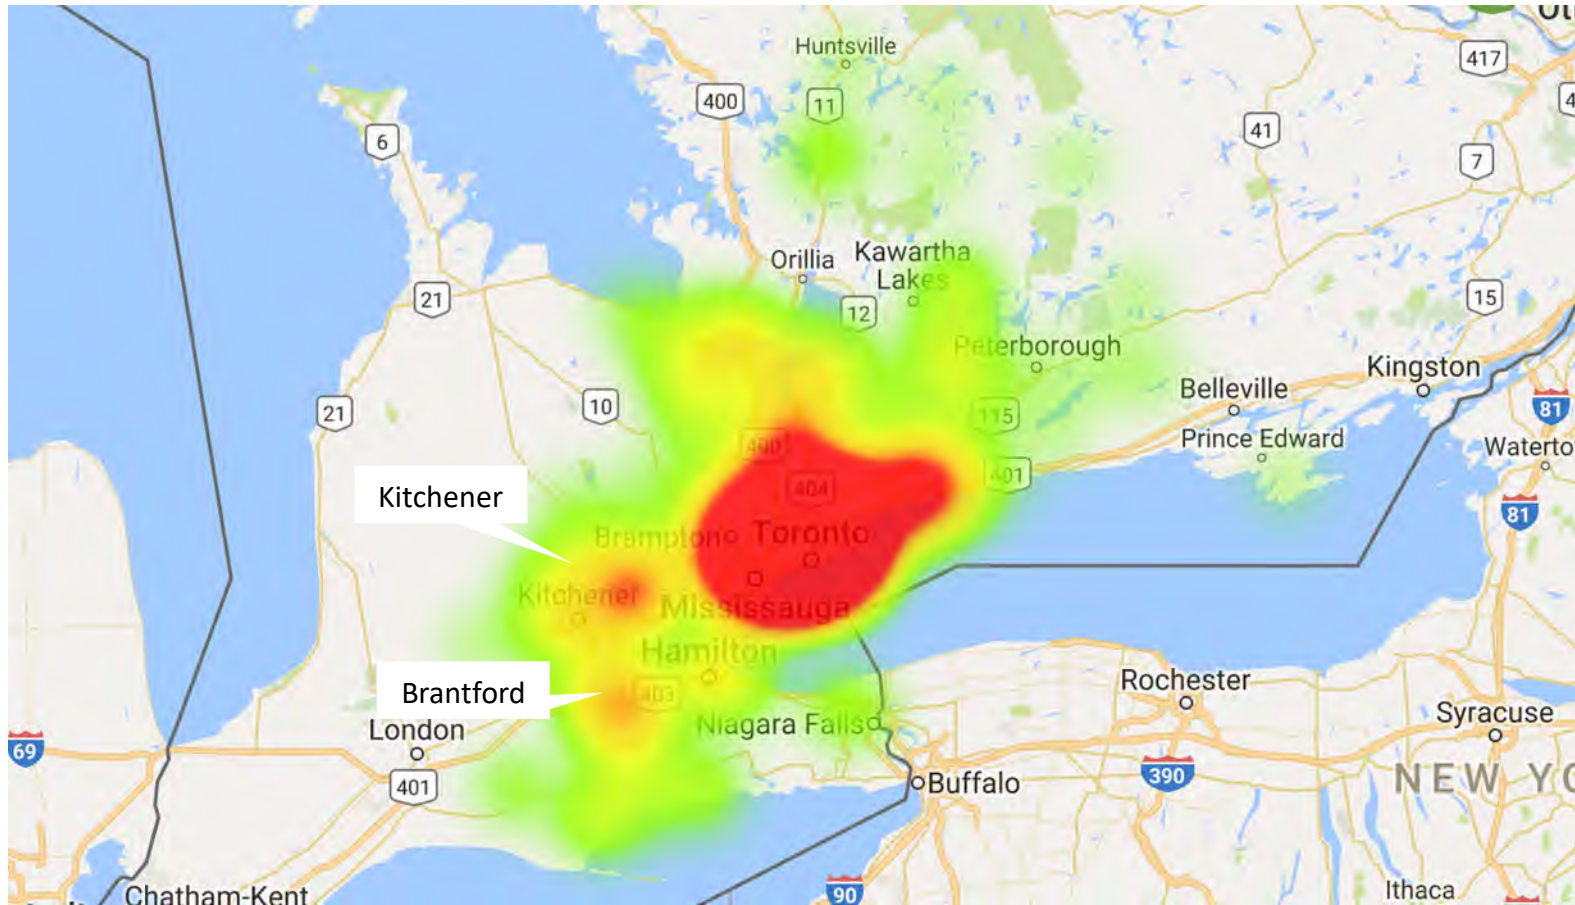 Huntsville
417
400
11
41
6
7
Orillia
Kawartha
Lakes
21
12
15
Peterborough
Kingston
Belleville
10
21
115
81
400
Prince Edward
401
404
Kitchener
81
Brampton
Toronto
Kitchener
Mississauga
Hamilton
Brantford
403
Rochester
Niagara Falls
Syracuse
London
69
401
390
Buffalo
NEW YO
90
Chatham-Kent
Ithaca